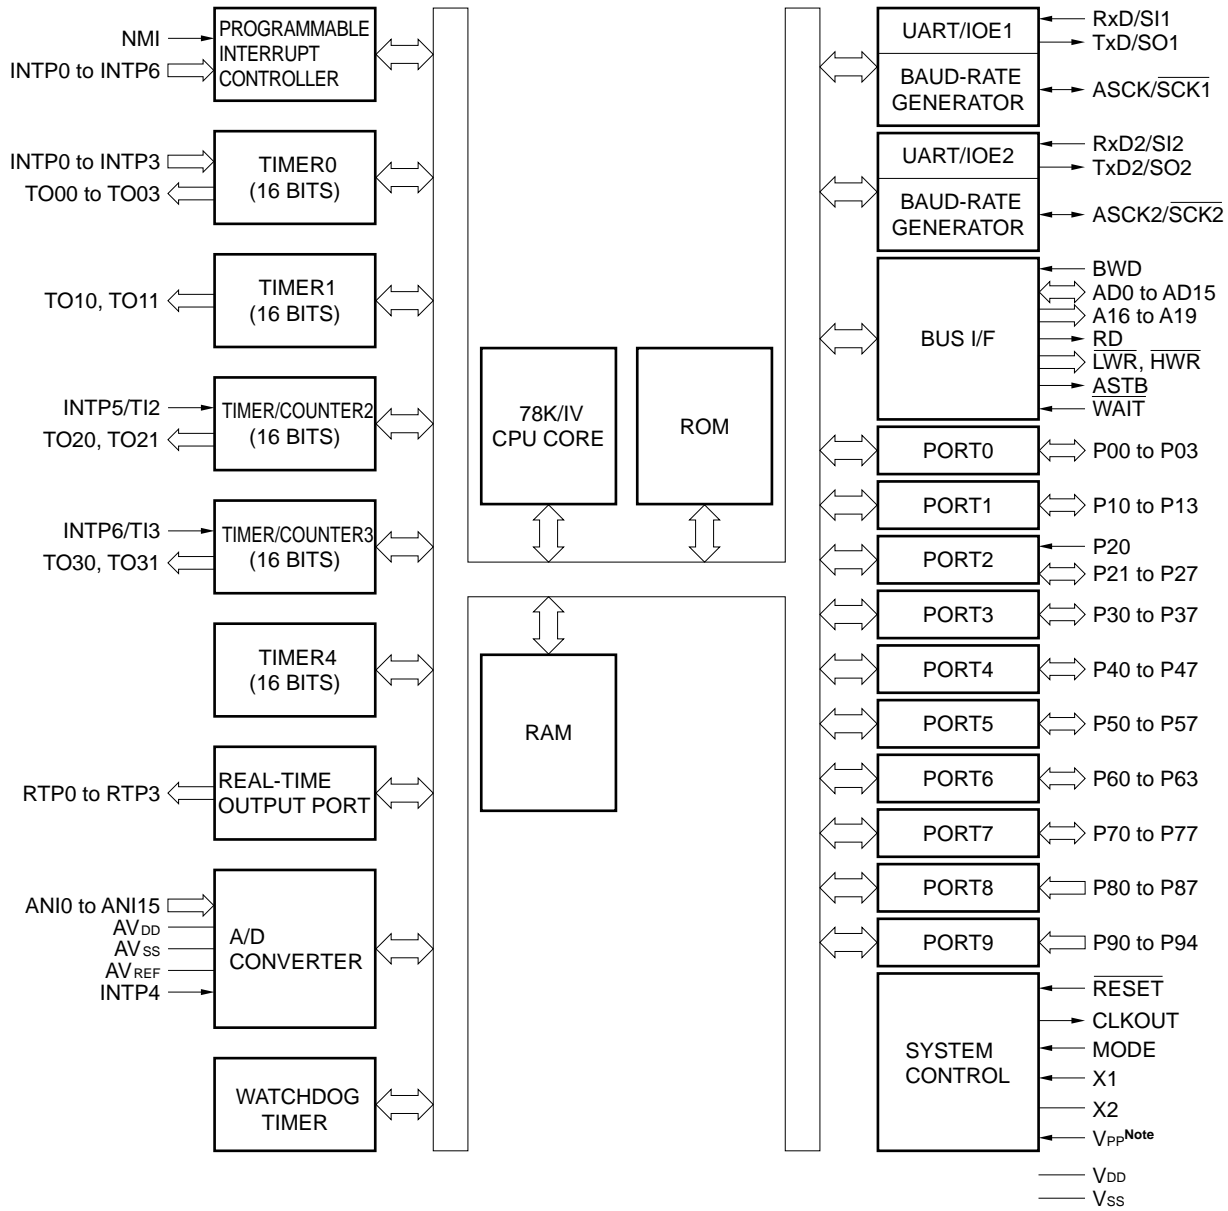 NMI
INTP0 to INTP6
PROGRAMMABLE
INTERRUPT
CONTROLLER
INTP0 to INTP3
TO00 to TO03
TIMER0
(16 BITS)
TO10, TO11
TIMER1
(16 BITS)
INTP5/TI2
TO20, TO21
TIMER/COUNTER2
(16 BITS)
INTP6/TI3
TO30, TO31
TIMER/COUNTER3
(16 BITS)
TIMER4
(16 BITS)
RTP0 to RTP3
REAL-TIME
OUTPUT PORT
ANI0 to ANI15
AVDD
AVSS
AVREF
INTP4
A/D
CONVERTER
WATCHDOG
TIMER
78K/IV
CPU CORE
ROM
RAM
UART/IOE1
BAUD-RATE
GENERATOR
RxD/SI1
TxD/SO1
ASCK/SCK1
UART/IOE2
BAUD-RATE
GENERATOR
RxD2/SI2
TxD2/SO2
ASCK2/SCK2
BUS I/F
BWD
AD0 to AD15
A16 to A19
RD
LWR, HWR
ASTB
WAIT
PORT0
P00 to P03
PORT1
P10 to P13
PORT2
P20
P21 to P27
PORT3
P30 to P37
PORT4
P40 to P47
PORT5
P50 to P57
PORT6
P60 to P63
PORT7
P70 to P77
PORT8
P80 to P87
PORT9
P90 to P94
SYSTEM
CONTROL
RESET
CLKOUT
MODE
X1
X2
VPPNote
VDD
VSS